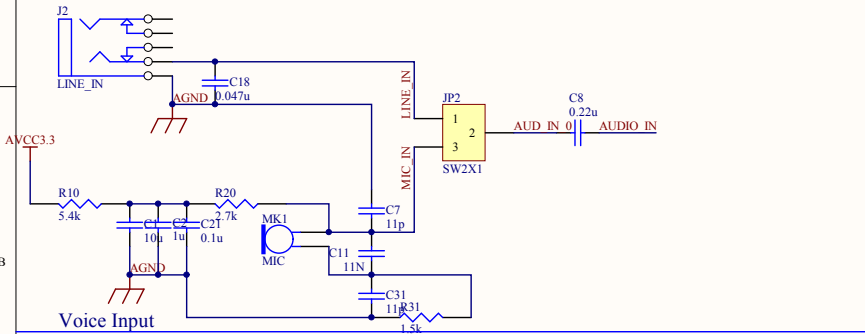 J2
LINE_IN
C18
0.047u
AGND
LINE_IN
JP2
1
2
3
SW2X1
C8
0.22u
AUD_IN_0
AUDIO_IN
AVCC3.3
MIC_IN
R10
5.4k
R20
2.7k
C1
10u
C2
1u
C21
0.1u
MK1
MIC
C7
11p
C11
11N
AGND
C31
11p
R31
1.5k
B
Voice Input